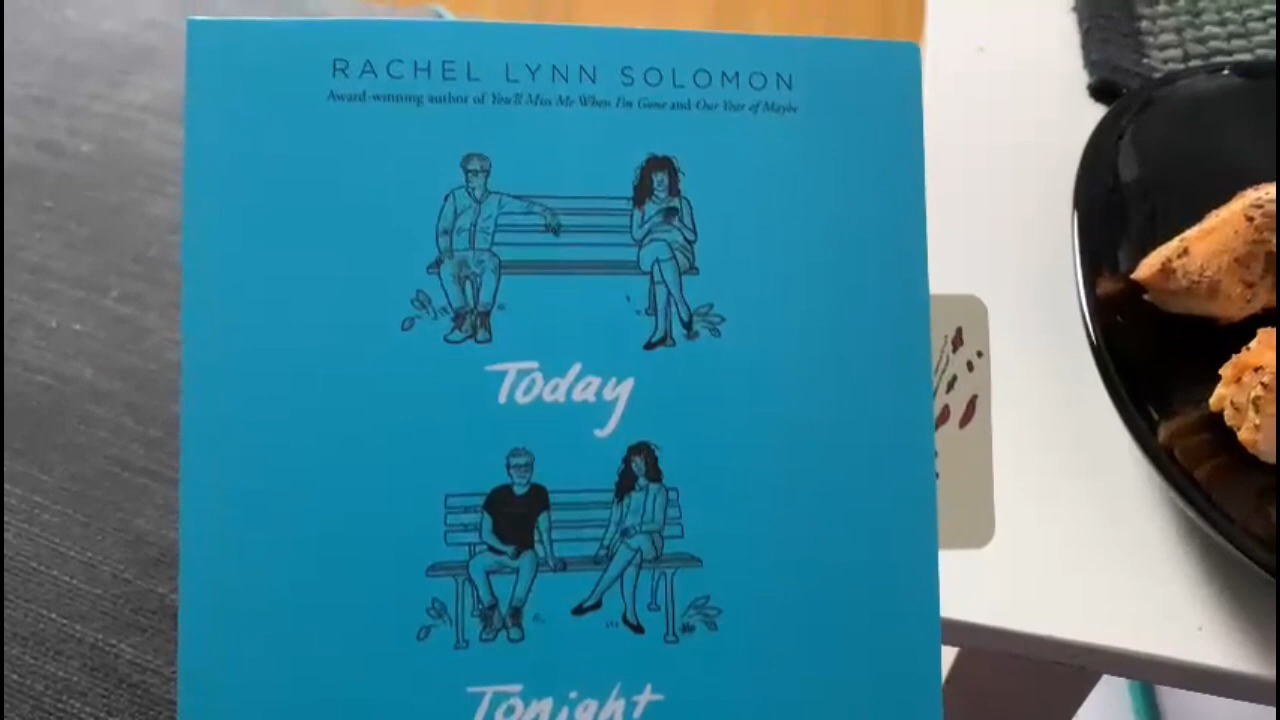 RACHEL LYNN SOLOMON
Award-winning author of You'll Miss Me When I'm Gone and Our Year of Maybe
Today
Tonight